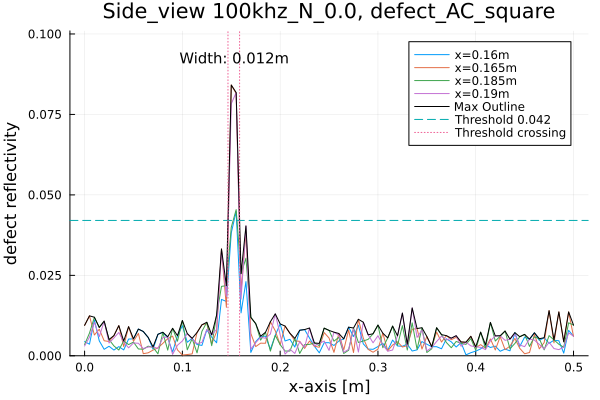 Side_view 100khz_N_0.0, defect_AC_square
0.100
0.075
0.050
0.025
0.000
defect reflectivity
Width: 0.012m
x=0.16m
x=0.165m
x=0.185m
x=0.19m
Max Outline
Threshold 0.042
Threshold crossing
0.0 0.1 0.2 0.3 0.4 0.5
x-axis [m]